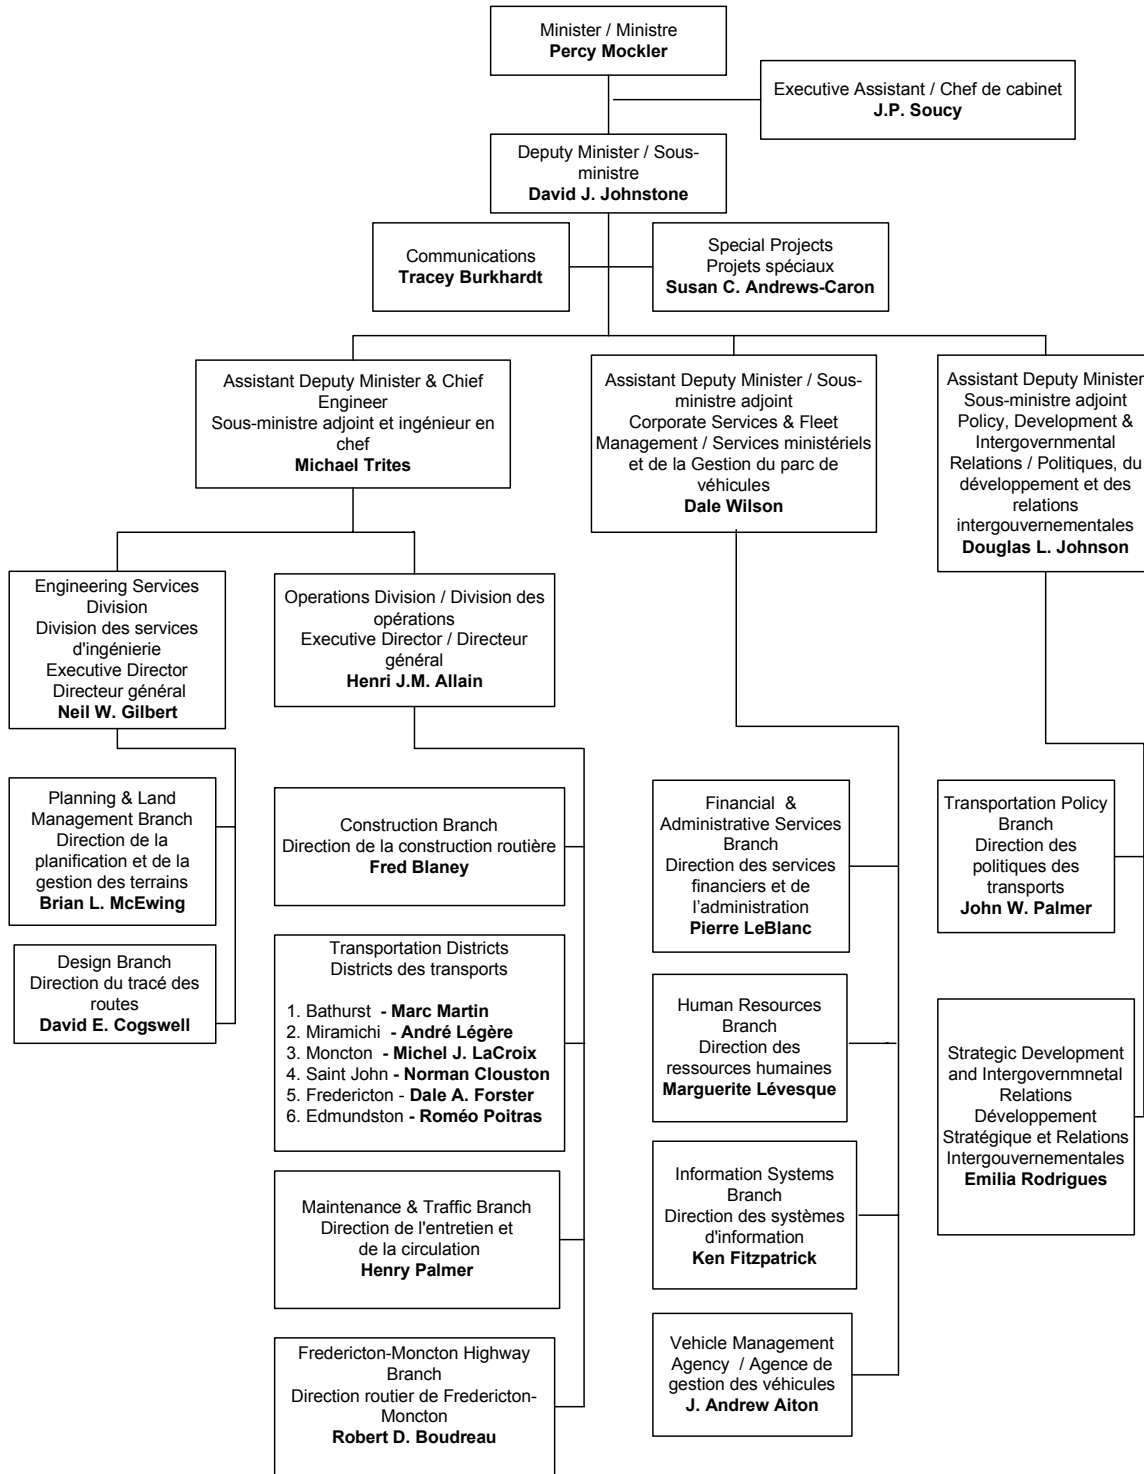 Minister / Ministre
Percy Mockler
Executive Assistant / Chef de cabinet
J.P. Soucy
Deputy Minister / Sous-
ministre
David J. Johnstone
Communications
Tracey Burkhardt
Special Projects
Projets spéciaux
Susan C. Andrews-Caron
Assistant Deputy Minister & Chief
Engineer
Sous-ministre adjoint et ingénieur en
chef
Michael Trites
Assistant Deputy Minister / Sous-
ministre adjoint
Corporate Services & Fleet
Management / Services ministériels
et de la Gestion du parc de
véhicules
Dale Wilson
Assistant Deputy Minister
Sous-ministre adjoint
Policy, Development &
Intergovernmental
Relations / Politiques, du
développement et des
relations
intergouvernementales
Douglas L. Johnson
Engineering Services
Division
Division des services
d'ingénierie
Executive Director
Directeur général
Neil W. Gilbert
Operations Division / Division des
opérations
Executive Director / Directeur
général
Henri J.M. Allain
Planning & Land
Management Branch
Direction de la
planification et de la
gestion des terrains
Brian L. McEwing
Design Branch
Direction du tracé des
routes
David E. Cogswell
Construction Branch
Direction de la construction routière
Fred Blaney
Transportation Districts
Districts des transports
1. Bathurst - Marc Martin
2. Miramichi - André Légère
3. Moncton - Michel J. LaCroix
4. Saint John - Norman Clouston
5. Fredericton - Dale A. Forster
6. Edmundston - Roméo Poitras
Maintenance & Traffic Branch
Direction de l'entretien et
de la circulation
Henry Palmer
Fredericton-Moncton Highway
Branch
Direction routier de Fredericton-
Moncton
Robert D. Boudreau
Financial &
Administrative Services
Branch
Direction des services
financiers et de
l’administration
Pierre LeBlanc
Human Resources
Branch
Direction des
ressources humaines
Marguerite Lévesque
Information Systems
Branch
Direction des systèmes
d'information
Ken Fitzpatrick
Vehicle Management
Agency / Agence de
gestion des véhicules
J. Andrew Aiton
Transportation Policy
Branch
Direction des
politiques des
transports
John W. Palmer
Strategic Development
and Intergovernmnetal
Relations
Développement
Stratégique et Relations
Intergouvernementales
Emilia Rodrigues